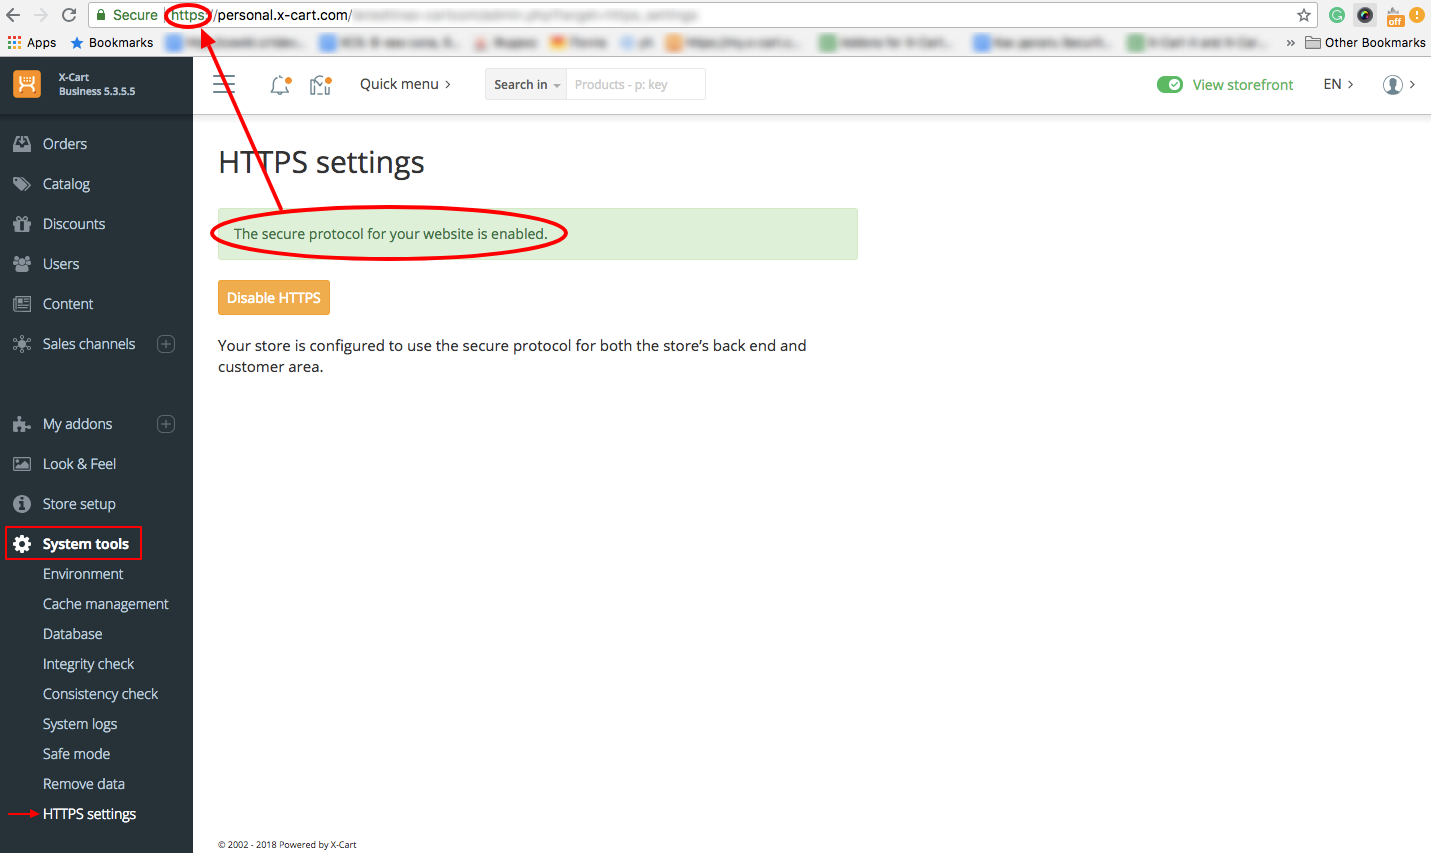 Secure https://personal.x-cart.com/
Apps Bookmarks » Other Bookmarks
off
X-Cart
Business 5.3.5.5
Quick menu
Search in
Products - p: key
View storefront
EN
Orders
Catalog
Discounts
Users
Content
Sales channels
My addons
Look & Feel
Store setup
System tools
Environment
Cache management
Database
Integrity check
Consistency check
System logs
Safe mode
Remove data
HTTPS settings
HTTPS settings
The secure protocol for your website is enabled.
Disable HTTPS
Your store is configured to use the secure protocol for both the store’s back end and
customer area.
© 2002 - 2018 Powered by X-Cart